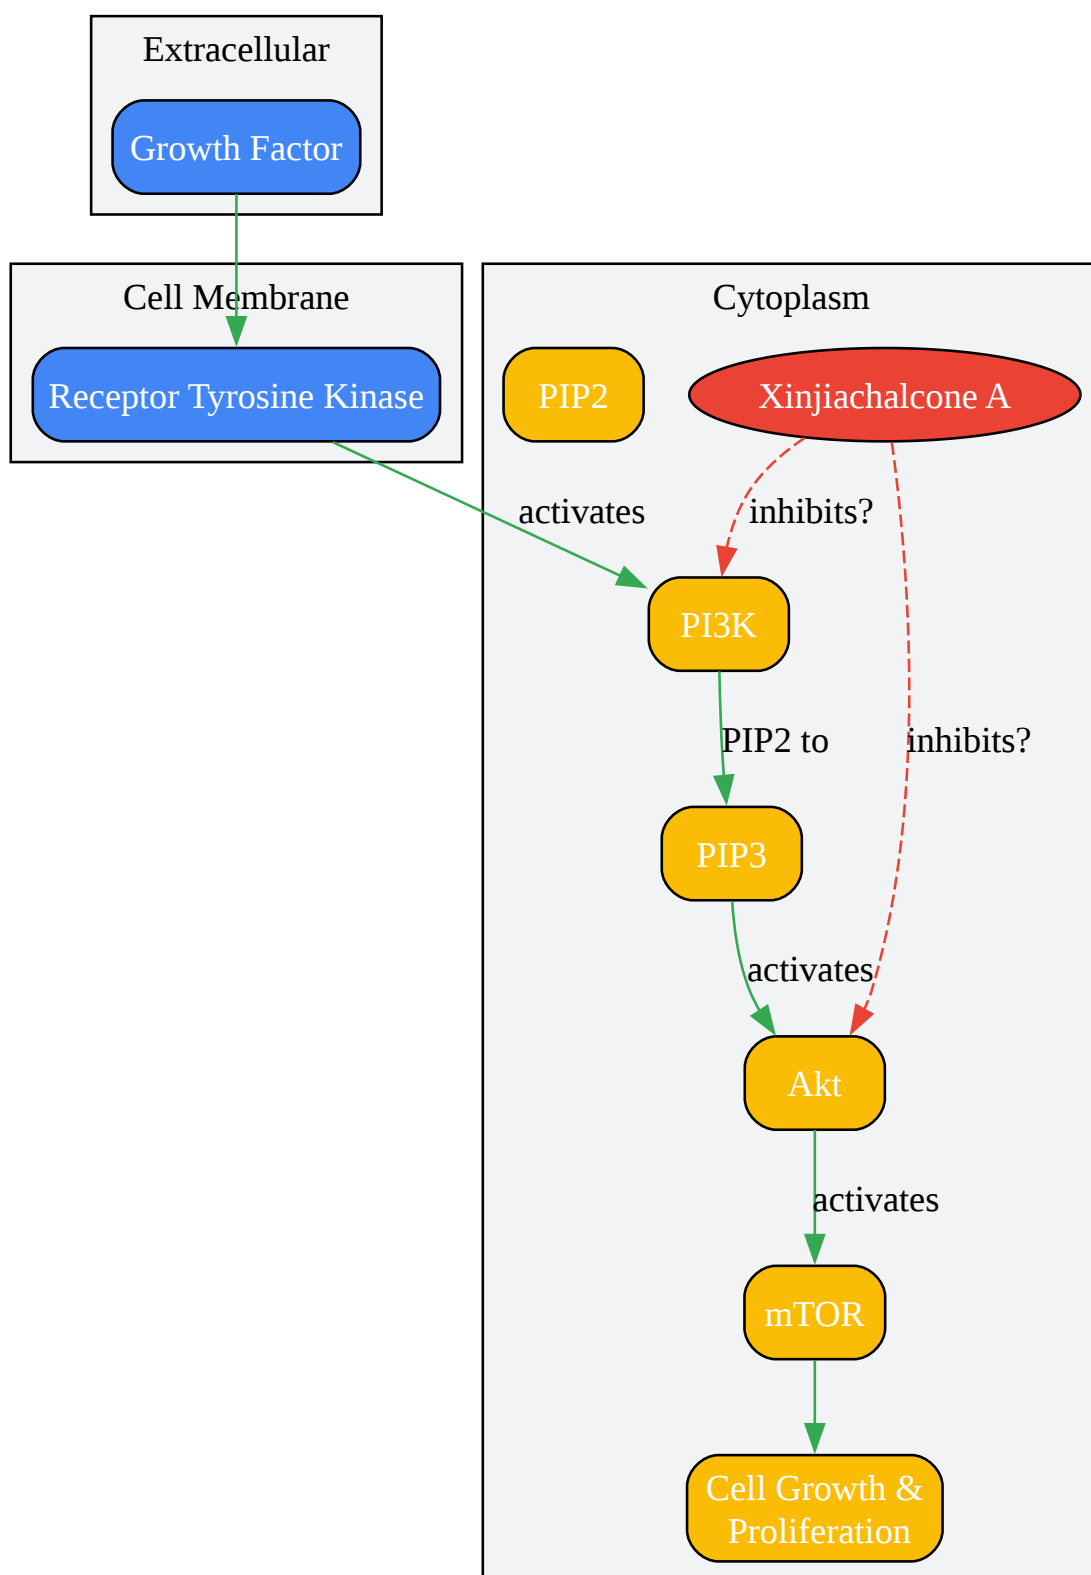 Extracellular
Growth Factor
Cell Membrane
Cytoplasm
Receptor Tyrosine Kinase
PIP2
Xinjiachalcone A
activates
inhibits?
PI3K
PIP2 to
inhibits?
PIP3
activates
Akt
activates
mTOR
Cell Growth &
Proliferation